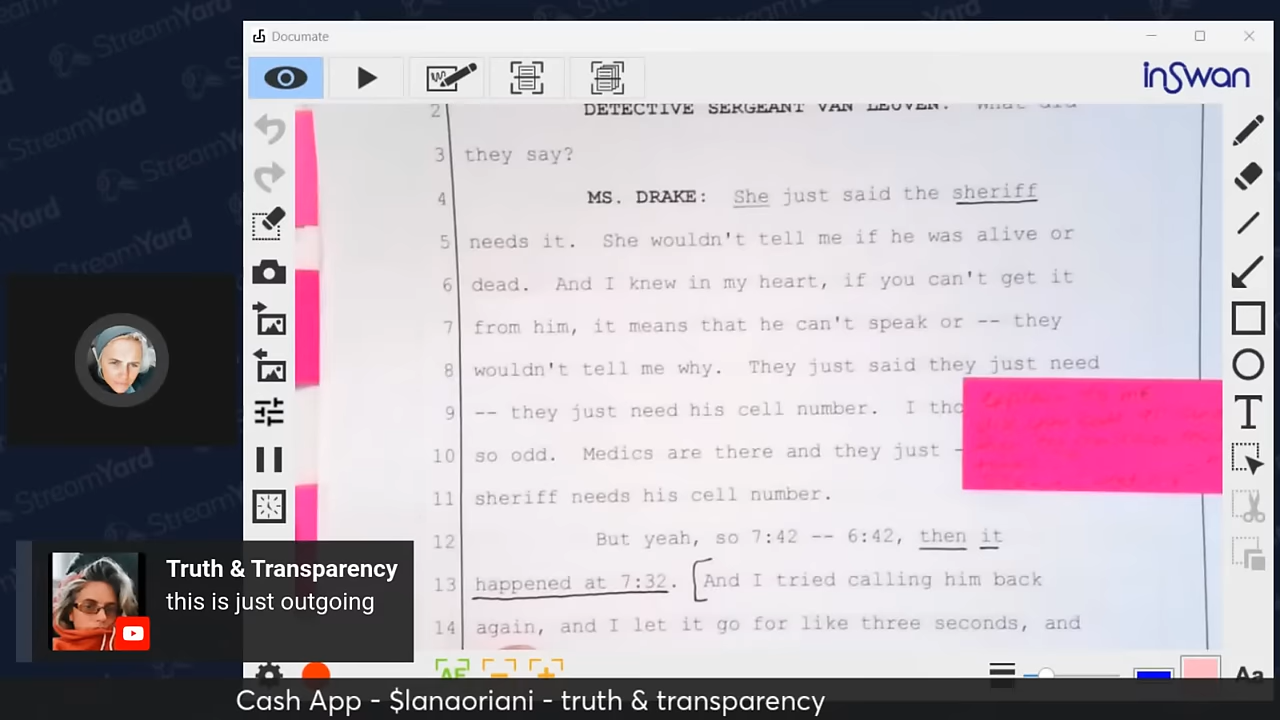 StreamYard
Documate
inSwan
2 DETECTIVE SERGEANT VAN LEUVEN: What did
3 they say?
4 MS. DRAKE: She just said the sheriff
5 needs it. She wouldn't tell me if he was alive or
6 dead. And I knew in my heart, if you can't get it
7 from him, it means that he can't speak or -- they
8 wouldn't tell me why. They just said they just need
9 -- they just need his cell number. I tho
10 so odd. Medics are there and they just -
11 sheriff needs his cell number.
12 But yeah, so 7:42 -- 6:42, then it
13 happened at 7:32. And I tried calling him back
14 again, and I let it go for like three seconds, and
T
AF
Aa
Truth & Transparency
this is just outgoing
Cash App - $lanaoriani - truth & transparency